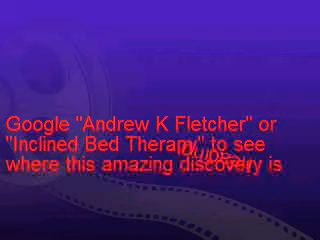 Google "Andrew K Fletcher" or
"Inclined Bed Therapy" to see
where this amazing discovery is